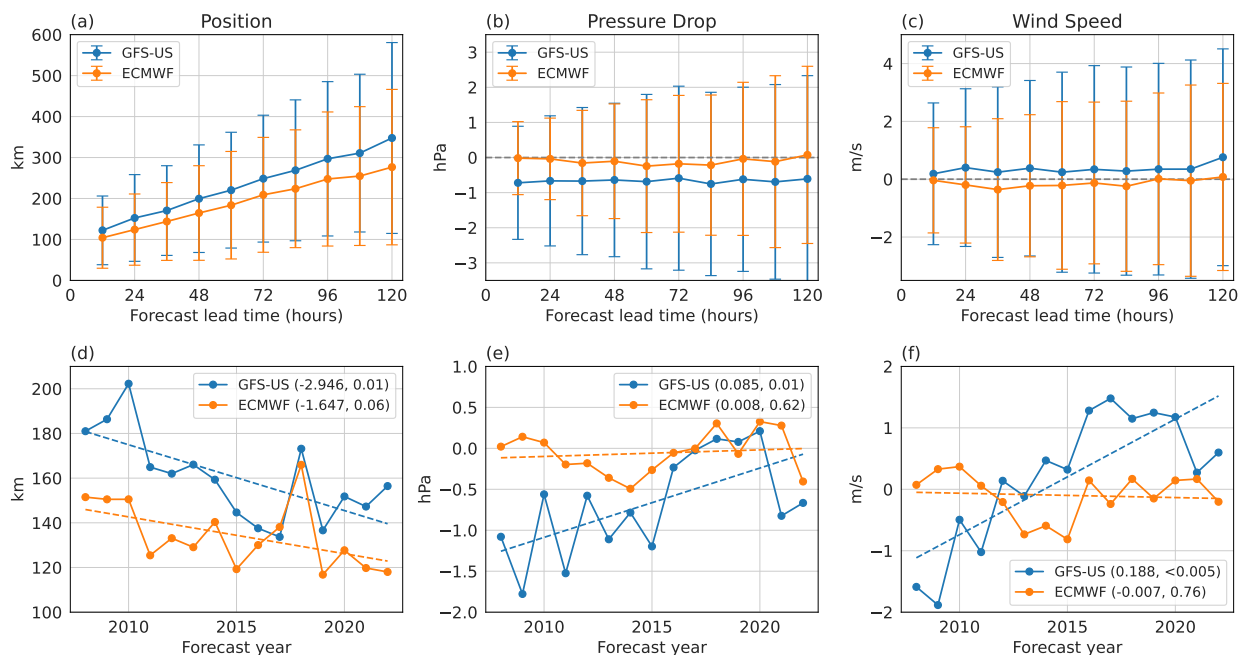 (a) Position
600
500
400
300
200
100
0
km
GFS-US
ECMWF
0 24 48 72 96 120
Forecast lead time (hours)
(b) Pressure Drop
3
2
1
0
−1
−2
−3
hPa
GFS-US
ECMWF
0 24 48 72 96 120
Forecast lead time (hours)
(c) Wind Speed
4
2
0
−2
m/s
GFS-US
ECMWF
0 24 48 72 96 120
Forecast lead time (hours)
(d)
200
180
160
140
120
100
km
GFS-US (-2.946, 0.01)
ECMWF (-1.647, 0.06)
2010 2015 2020
Forecast year
(e)
1.0
0.5
0.0
−0.5
−1.0
−1.5
−2.0
hPa
GFS-US (0.085, 0.01)
ECMWF (0.008, 0.62)
2010 2015 2020
Forecast year
(f)
2
1
0
−1
−2
m/s
GFS-US (0.188, <0.005)
ECMWF (-0.007, 0.76)
2010 2015 2020
Forecast year